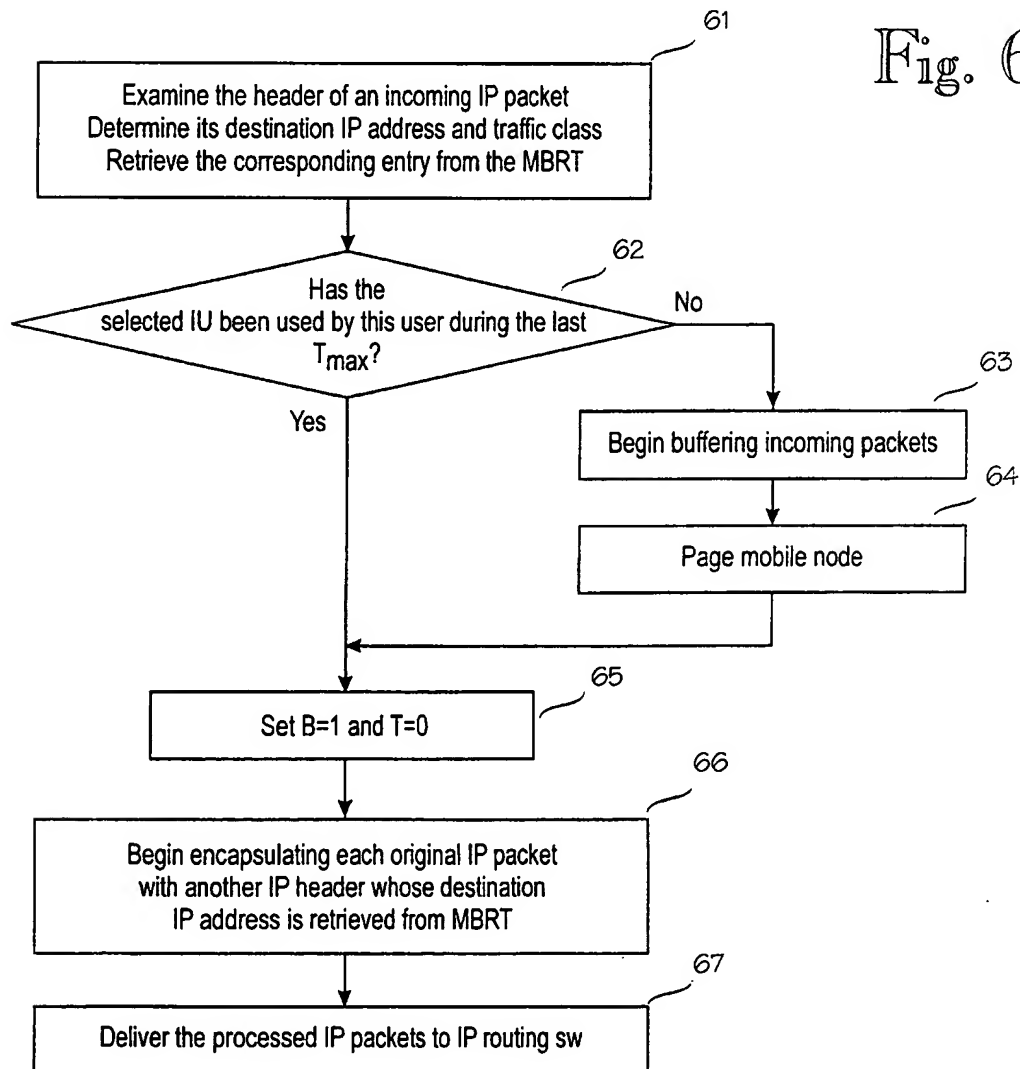 Fig. 6
61
Examine the header of an incoming IP packet
Determine its destination IP address and traffic class
Retrieve the corresponding entry from the MBRT
62
Has the
selected IU been used by this user during the last
Tmax?
No
Yes
63
Begin buffering incoming packets
64
Page mobile node
65
Set B=1 and T=0
66
Begin encapsulating each original IP packet
with another IP header whose destination
IP address is retrieved from MBRT
67
Deliver the processed IP packets to IP routing sw